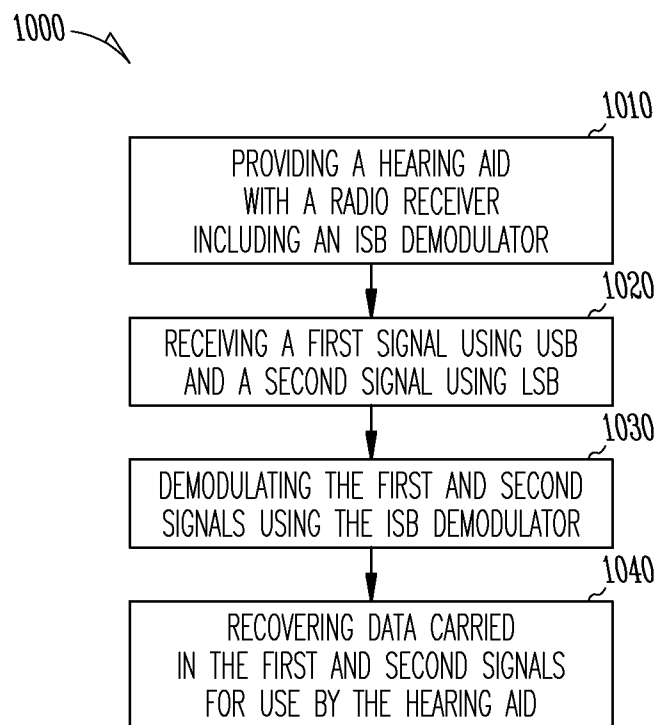 1000
1010
PROVIDING A HEARING AID
WITH A RADIO RECEIVER
INCLUDING AN ISB DEMODULATOR
1020
RECEIVING A FIRST SIGNAL USING USB
AND A SECOND SIGNAL USING LSB
1030
DEMODULATING THE FIRST AND SECOND
SIGNALS USING THE ISB DEMODULATOR
1040
RECOVERING DATA CARRIED
IN THE FIRST AND SECOND SIGNALS
FOR USE BY THE HEARING AID